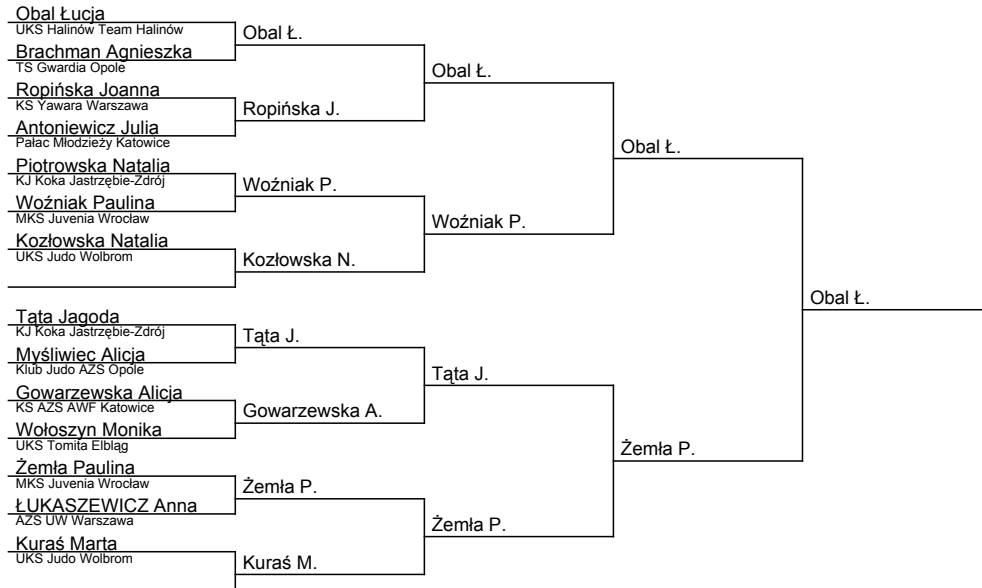 Obal Łucja
UKS Halinów Team Halinów
Brachman Agnieszka
TS Gwardia Opole
Ropińska Joanna
KS Yawara Warszawa
Antoniewicz Julia
Pałac Młodzieży Katowice
Piotrowska Natalia
KJ Koka Jastrzębie-Zdrój
Woźniak Paulina
MKS Juvenia Wrocław
Kozłowska Natalia
UKS Judo Wolbrom
Tąta Jagoda
KJ Koka Jastrzębie-Zdrój
Myśliwiec Alicja
Klub Judo AZS Opole
Gowarzewska Alicja
KS AZS AWF Katowice
Wołoszyn Monika
UKS Tomita Elbląg
Żemła Paulina
MKS Juvenia Wrocław
ŁUKASZEWICZ Anna
AZS UW Warszawa
Kuraś Marta
UKS Judo Wolbrom
Obal Ł.
Ropińska J.
Woźniak P.
Kozłowska N.
Tąta J.
Gowarzewska A.
Żemła P.
Kuraś M.
Obal Ł.
Woźniak P.
Tąta J.
Żemła P.
Obal Ł.
Żemła P.
Obal Ł.